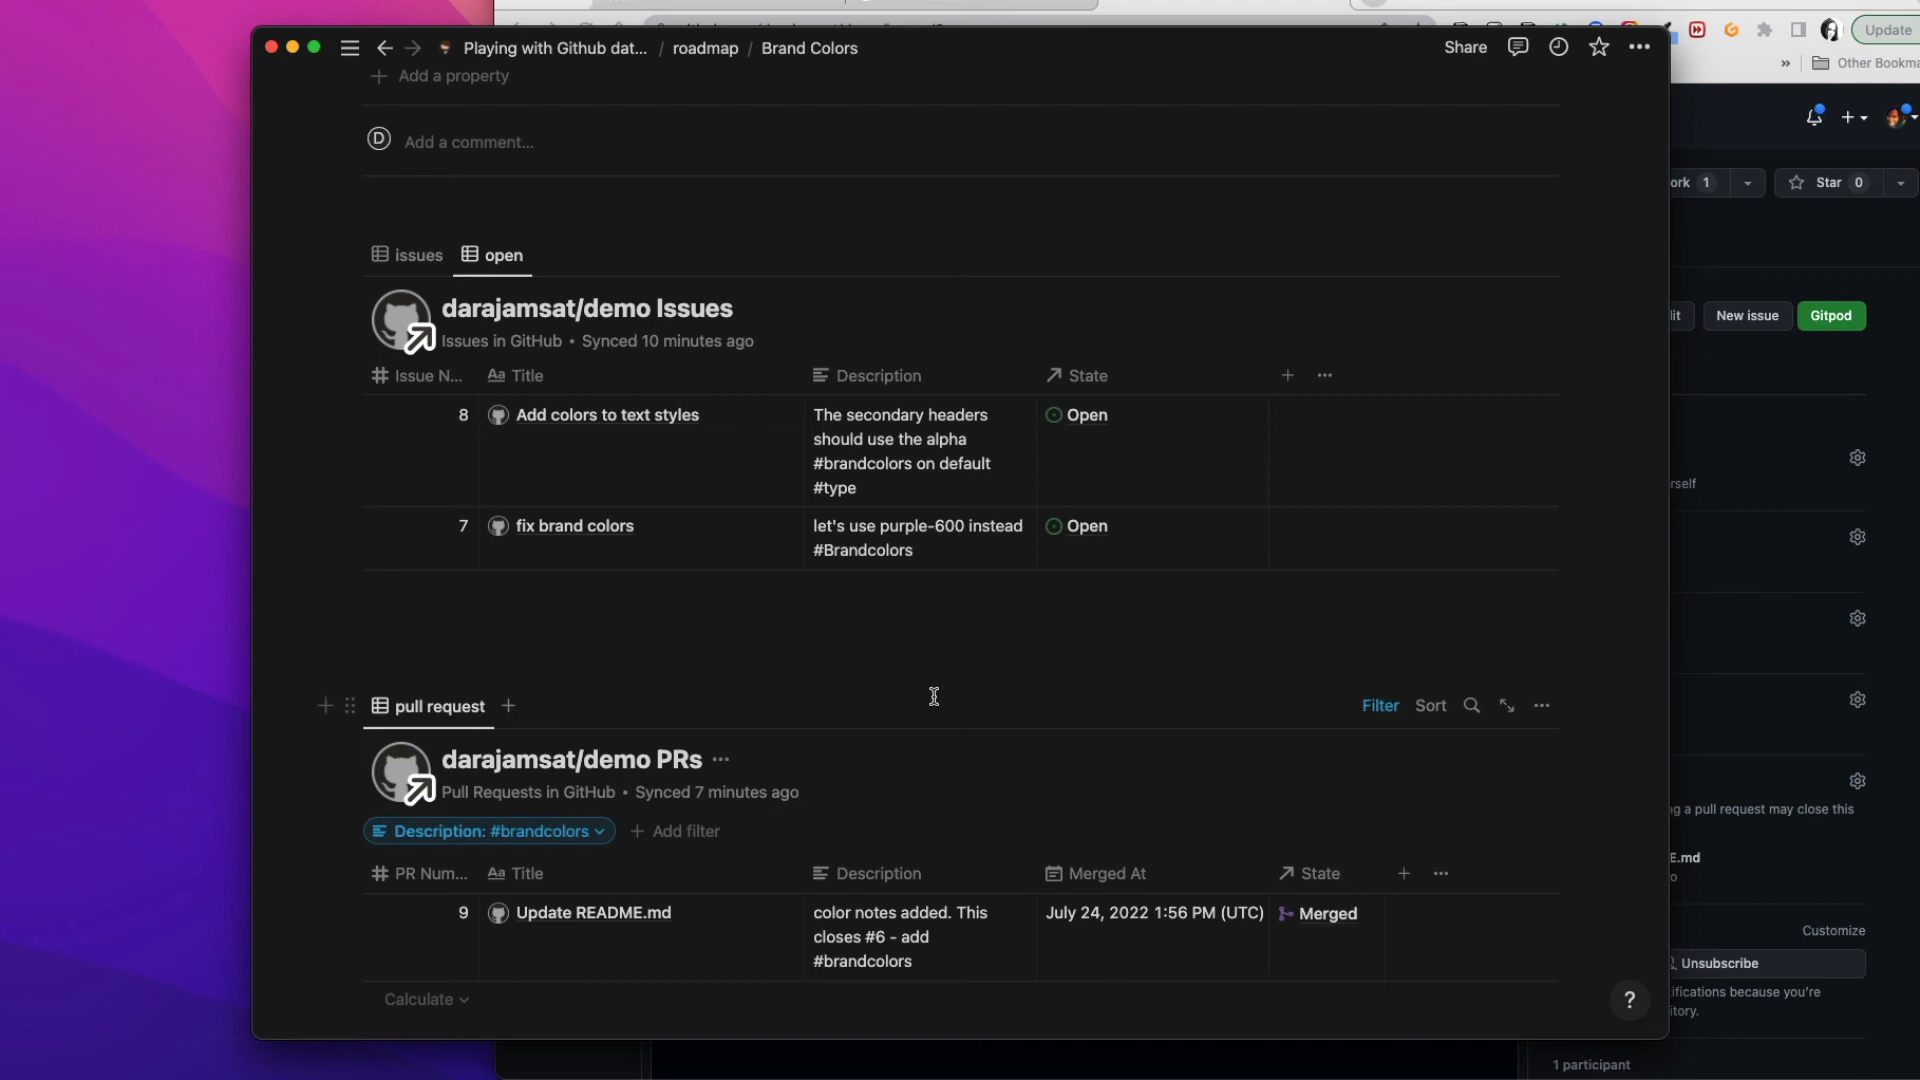 Playing with Github dat... / roadmap / Brand Colors
Share
Update
Other Bookma
Add a property
D
Add a comment...
ork 1
Star 0
issues
open
darajamsat/demo Issues
Issues in GitHub • Synced 10 minutes ago
New issue
Gitpod
Issue N...
Aa Title
Description
State
8
Add colors to text styles
The secondary headers
should use the alpha
#brandcolors on default
#type
Open
rself
7
fix brand colors
let's use purple-600 instead
#Brandcolors
Open
pull request
Filter
Sort
darajamsat/demo PRs
Pull Requests in GitHub • Synced 7 minutes ago
g a pull request may close this
Description: #brandcolors
Add filter
E.md
o
PR Num...
Aa Title
Description
Merged At
State
9
Update README.md
color notes added. This
closes #6 - add
#brandcolors
July 24, 2022 1:56 PM (UTC)
Merged
Customize
Unsubscribe
ifications because you're
itory.
Calculate
?
1 participant